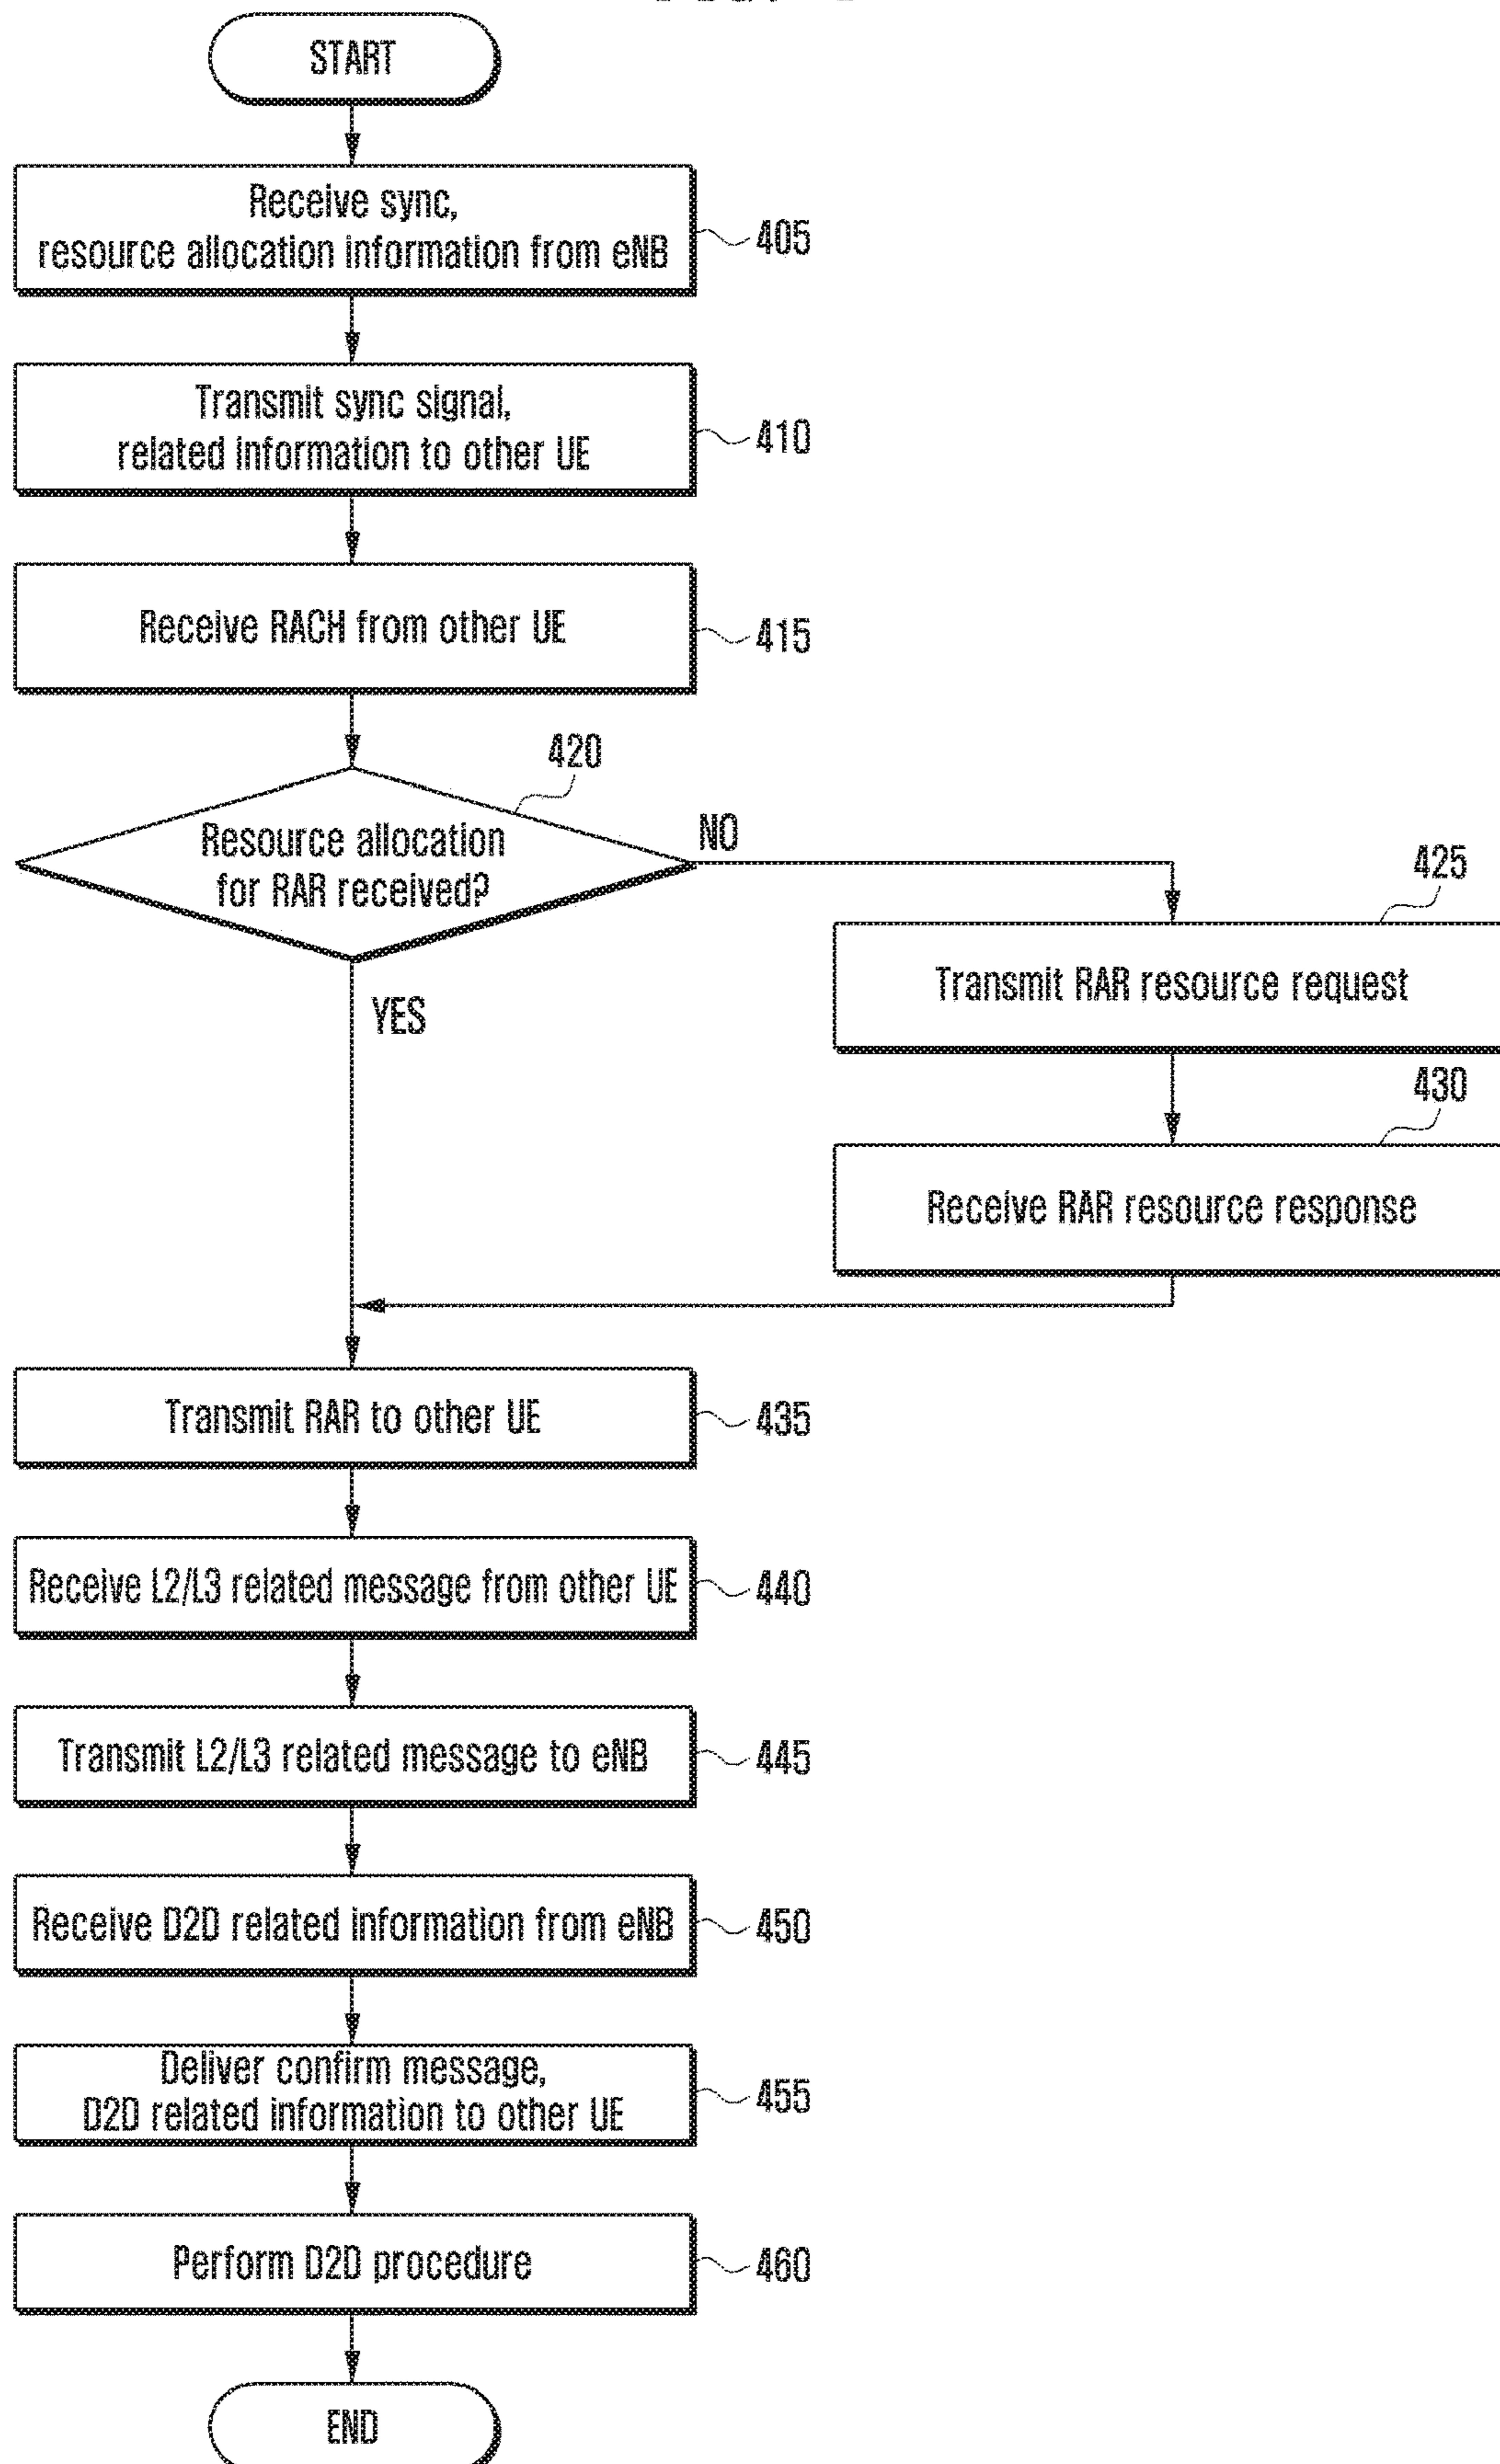 START
Receive sync,
resource allocation information from eNB
405
Transmit sync signal,
related information to other UE
410
Receive RACH from other UE
415
420
Resource allocation
for RAR received?
NO
YES
425
Transmit RAR resource request
430
Receive RAR resource response
Transmit RAR to other UE
435
Receive L2/L3 related message from other UE
440
Transmit L2/L3 related message to eNB
445
Receive D2D related information from eNB
450
Deliver confirm message,
D2D related information to other UE
455
Perform D2D procedure
460
END